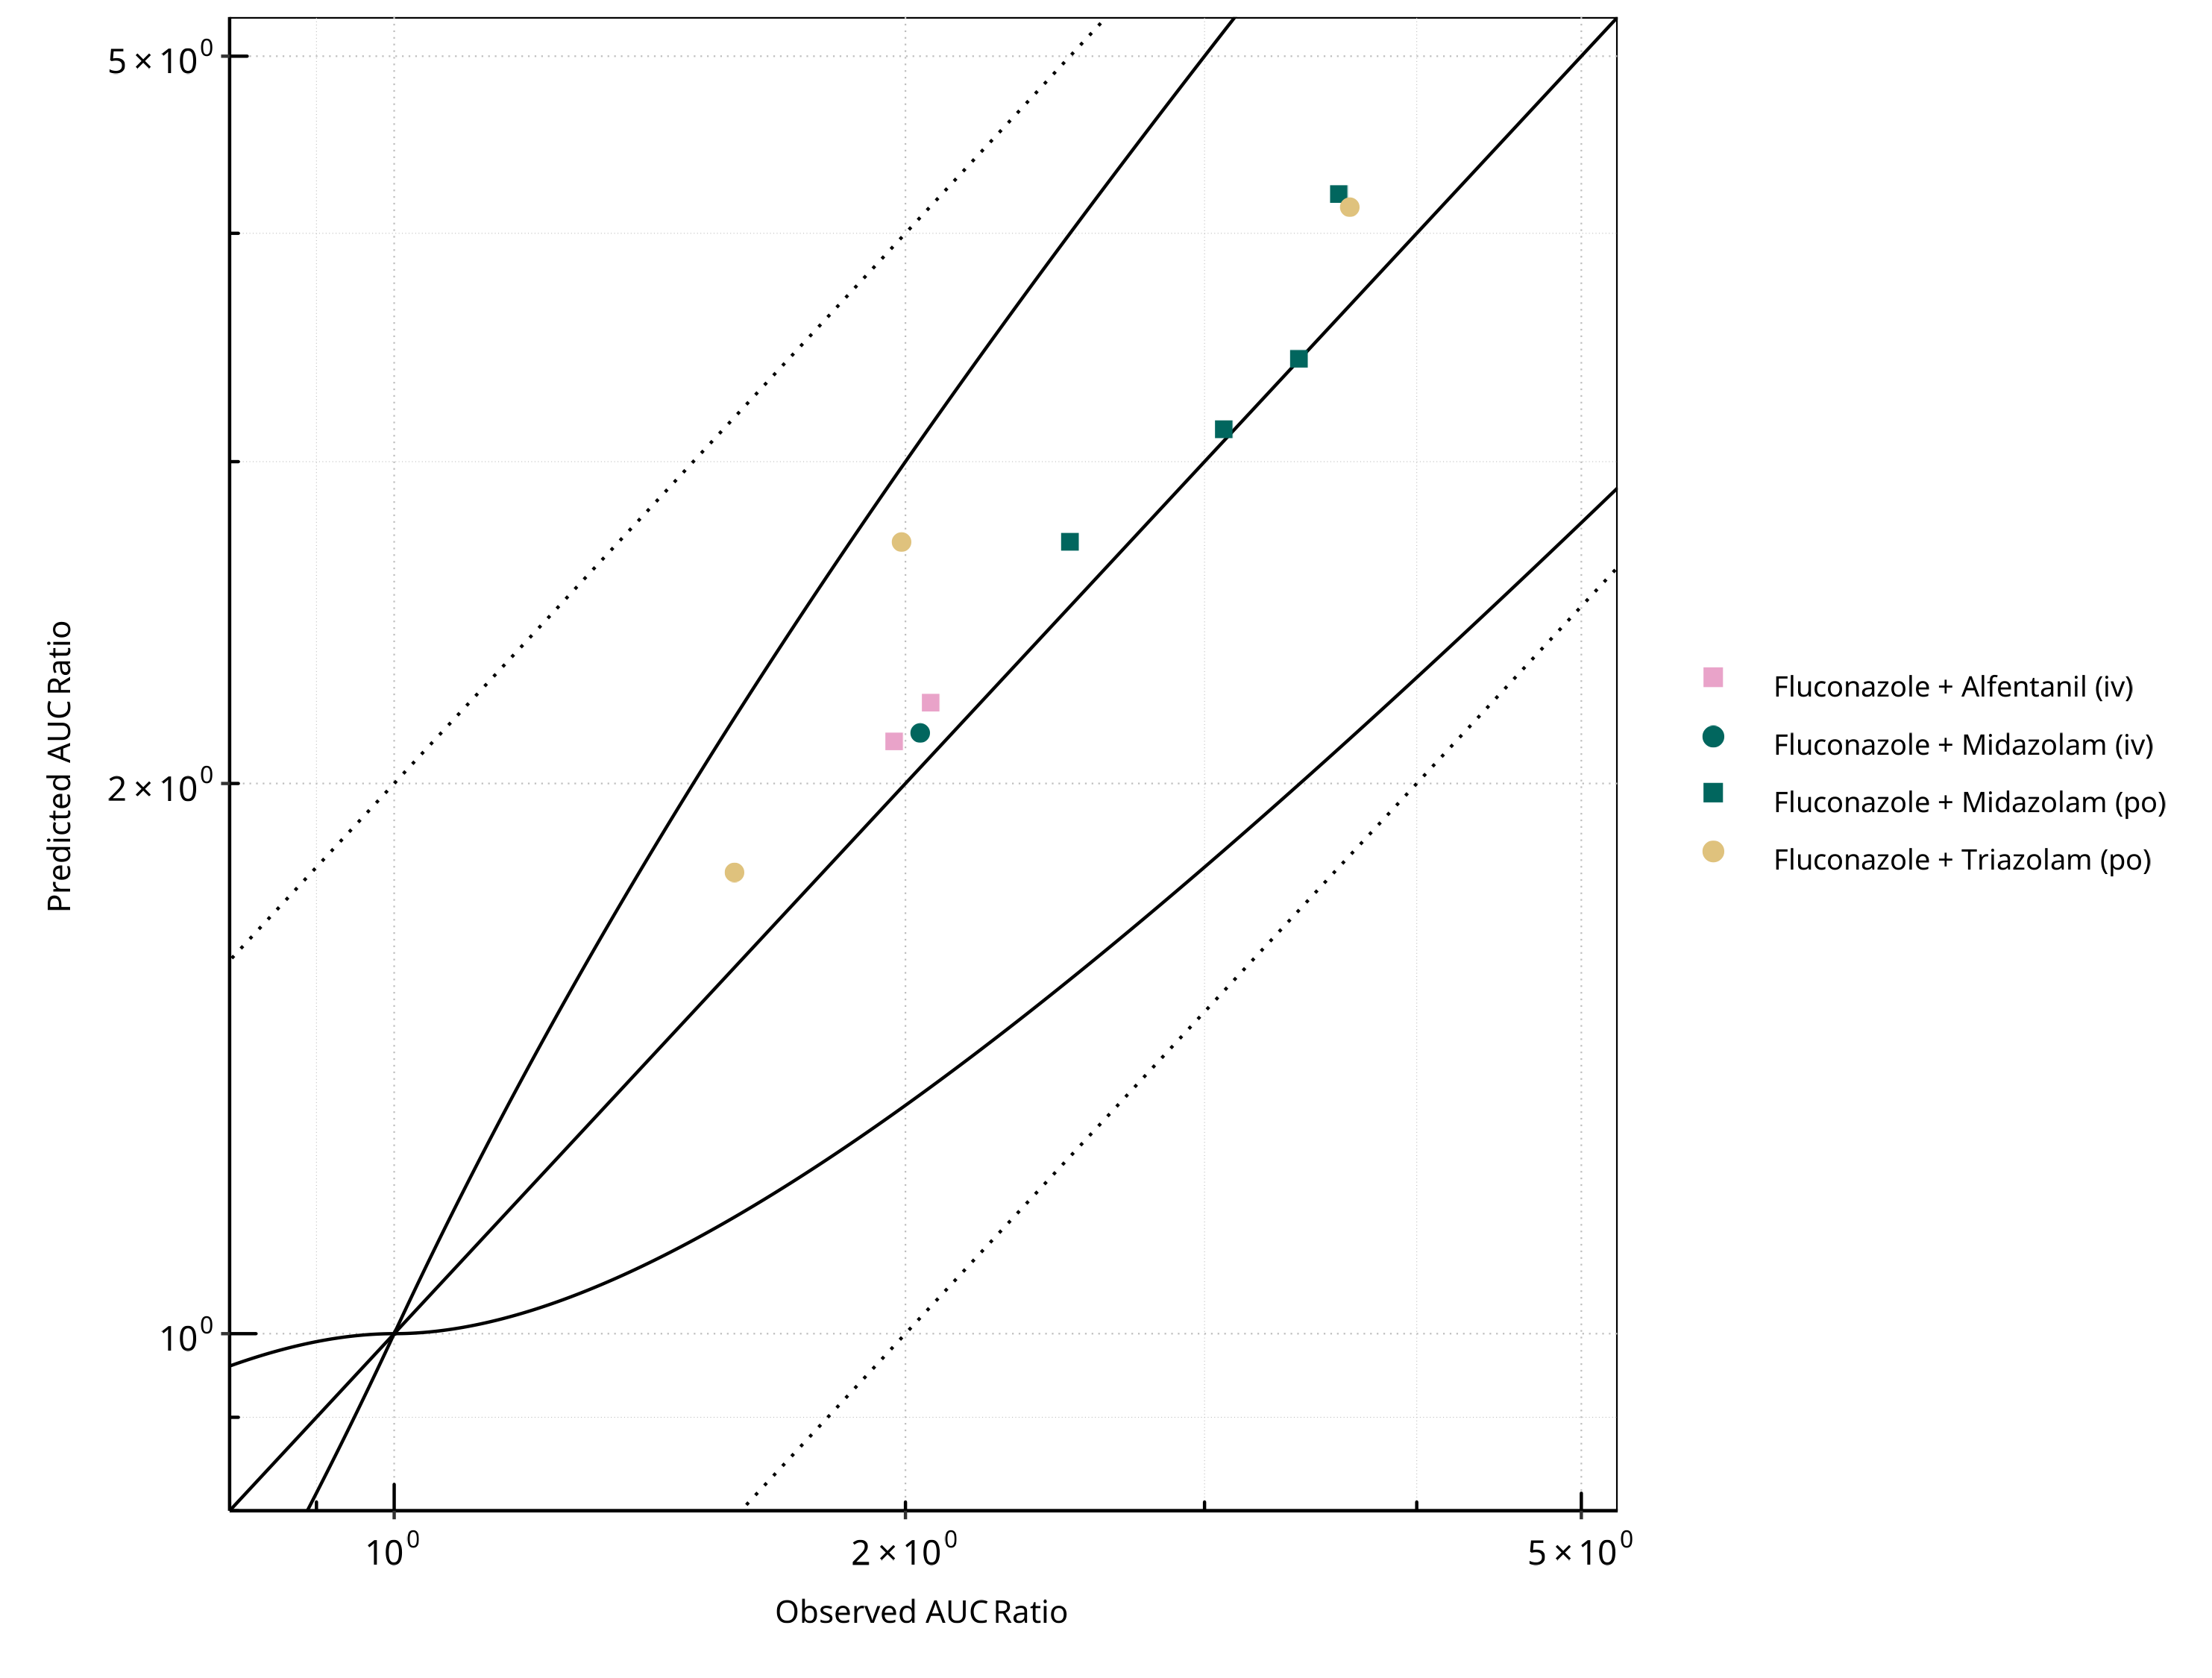 5 × 10⁰
2 × 10⁰
10⁰
Predicted AUC Ratio
10⁰
2 × 10⁰
5 × 10⁰
Observed AUC Ratio
Fluconazole + Alfentanil (iv)
Fluconazole + Midazolam (iv)
Fluconazole + Midazolam (po)
Fluconazole + Triazolam (po)